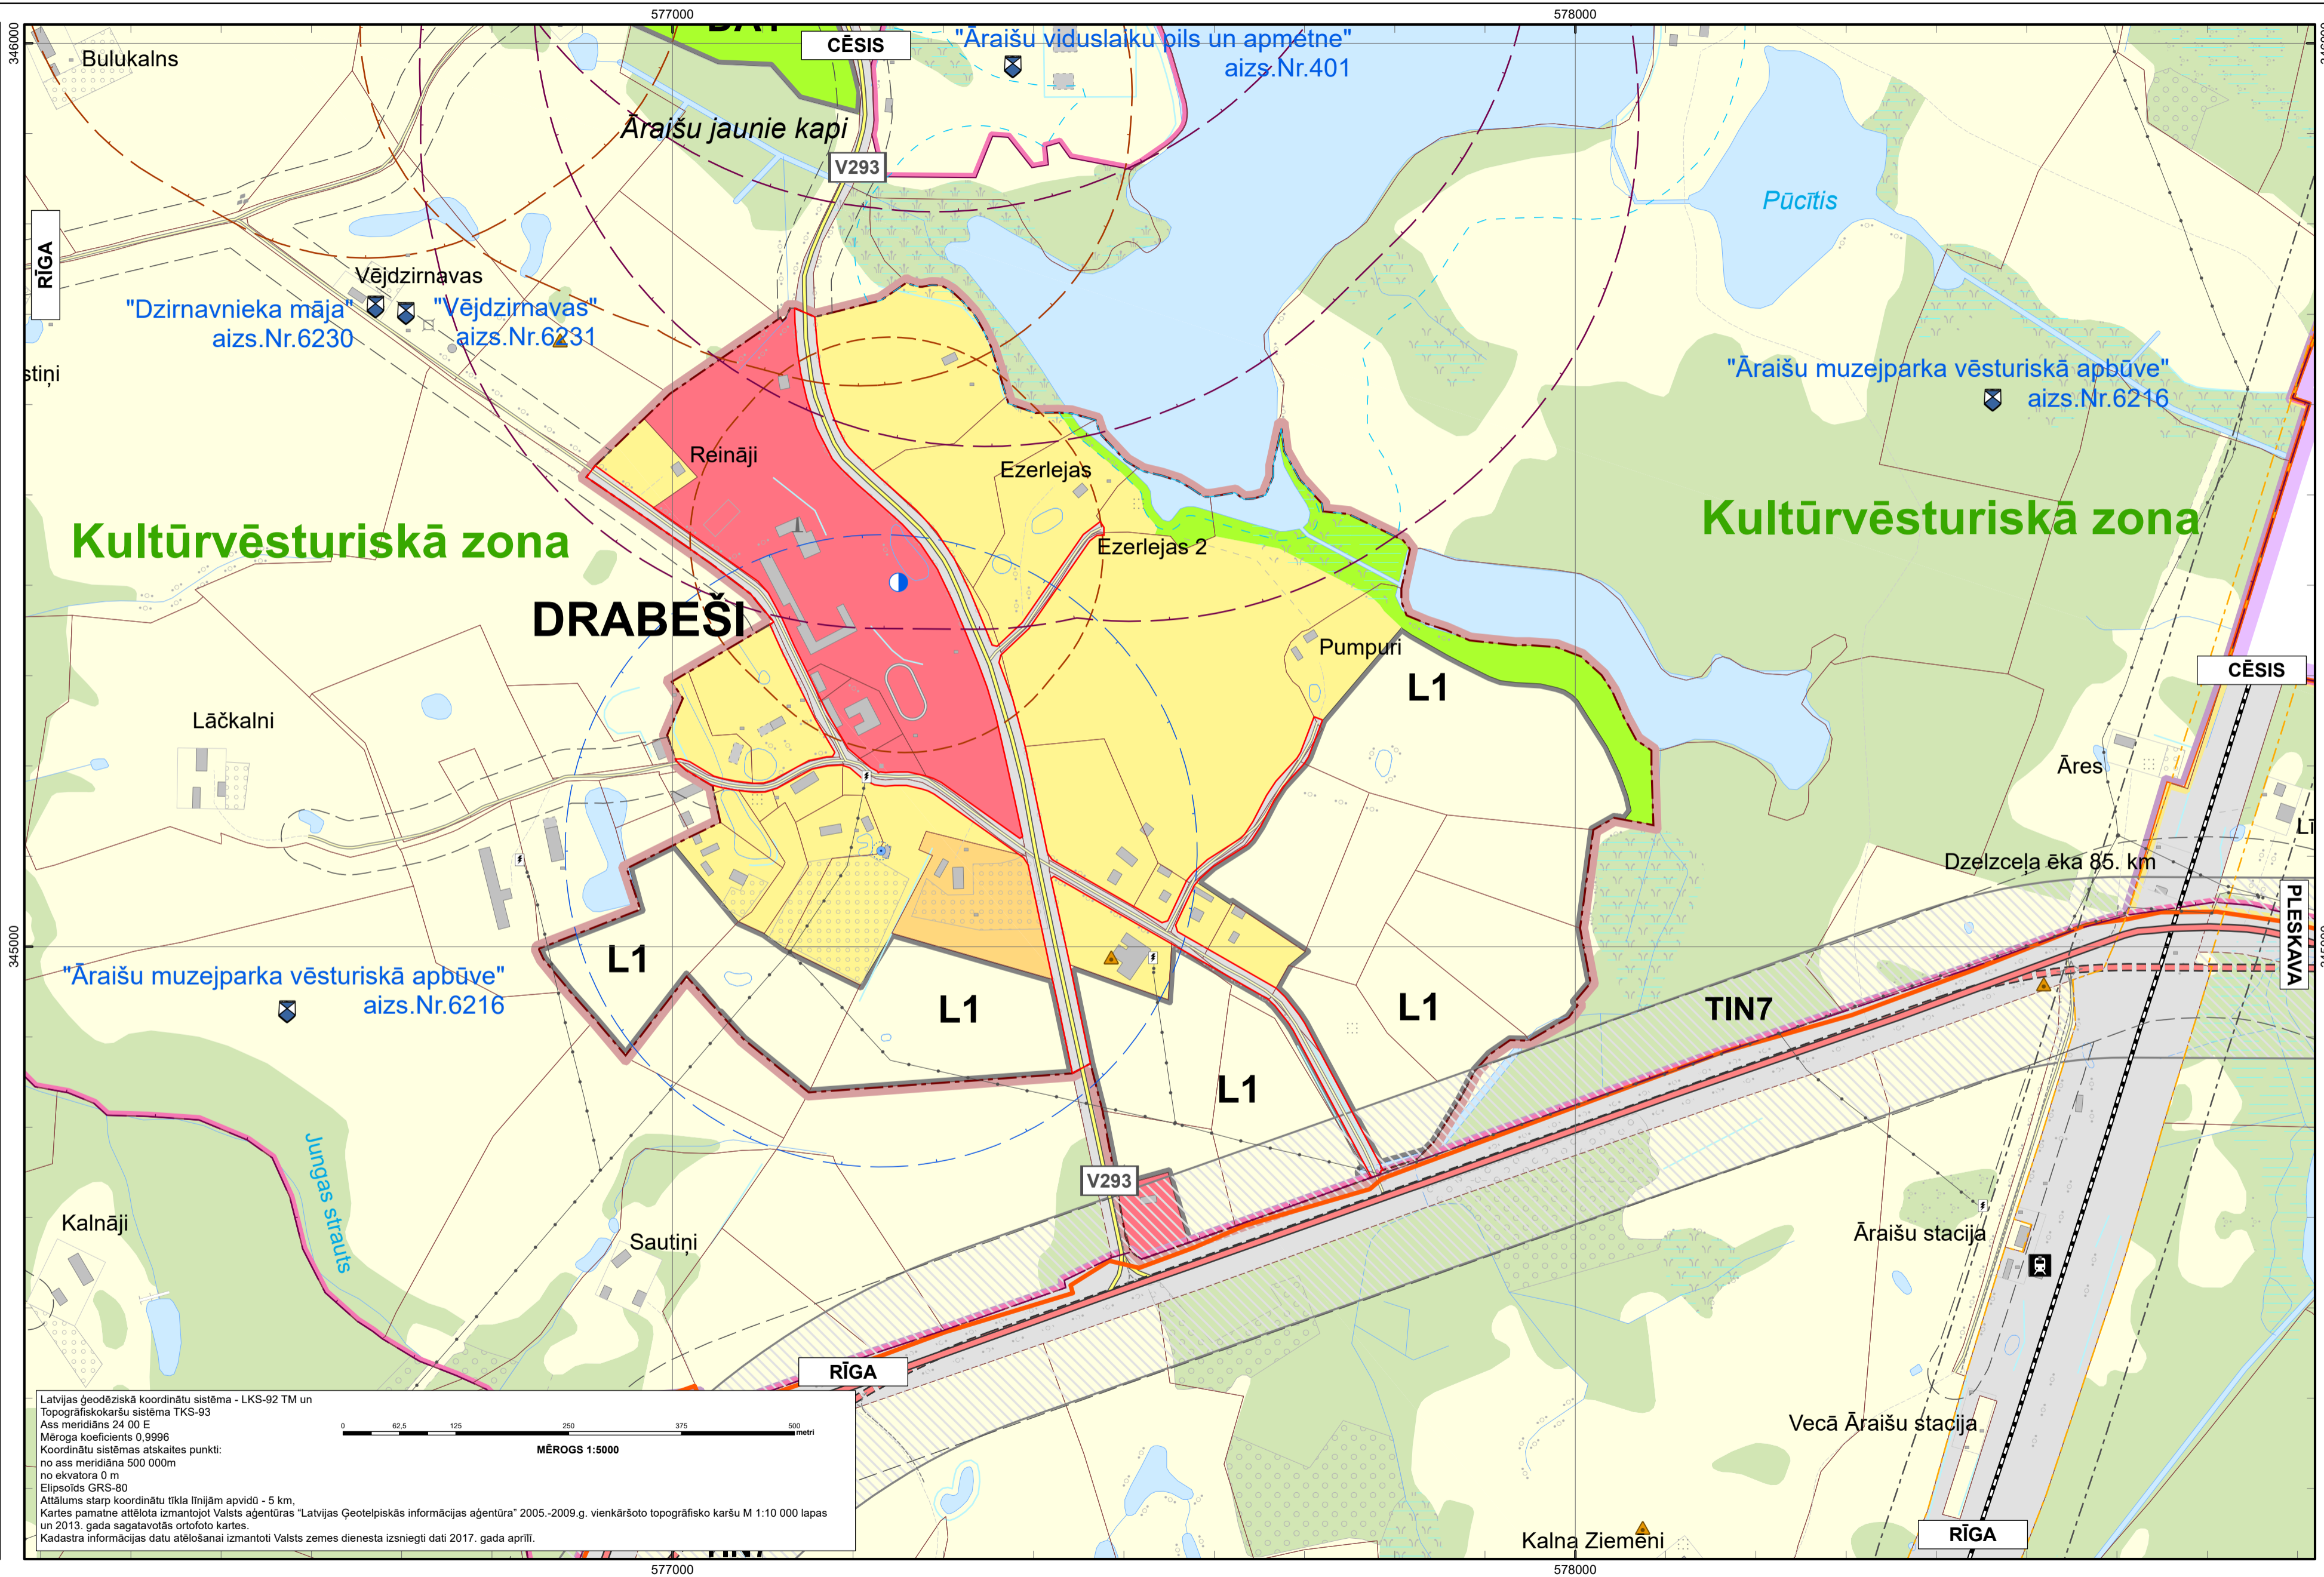 577000
578000
346000
DA1
CĒSIS
"Āraišu viduslaiku pils un apmetne"
aizs.Nr.401
Bulukalns
Āraišu jaunie kapi
V293
Pūcītis
RĪGA
Vējdzirnavas
"Dzirnavnieka māja"
aizs.Nr.6230
"Vējdzirnavas"
aizs.Nr.6231
stiņi
"Āraišu muzejparka vēsturiskā apbūve"
aizs.Nr.6216
Reināji
Ezerlejas
Kultūrvēsturiskā zona
Kultūrvēsturiskā zona
Ezerlejas 2
DRABEŠI
Pumpuri
L1
CĒSIS
Lāčkalni
Āres
Lī
Dzelzceļa ēka 85. km
PLESKAVA
345000
L1
"Āraišu muzejparka vēsturiskā apbūve"
aizs.Nr.6216
L1
L1
TIN7
L1
Jungas strauts
V293
Kalnāji
Sautiņi
Āraišu stacija
RĪGA
Vecā Āraišu stacija
Kalna Ziemeņi
RĪGA
Latvijas ģeodēziskā koordinātu sistēma - LKS-92 TM un
Topogrāfiskokaršu sistēma TKS-93
Ass meridiāns 24 00 E
Mēroga koeficients 0,9996
Koordinātu sistēmas atskaites punkti:
no ass meridiāna 500 000m
no ekvatora 0 m
Elipsoīds GRS-80
Attālums starp koordinātu tīkla līnijām apvidū - 5 km,
Kartes pamatne attēlota izmantojot Valsts aģentūras “Latvijas Ģeotelpiskās informācijas aģentūra” 2005.-2009.g. vienkāršoto topogrāfisko karšu M 1:10 000 lapas
un 2013. gada sagatavotās ortofoto kartes.
Kadastra informācijas datu atēlošanai izmantoti Valsts zemes dienesta izsniegti dati 2017. gada aprīlī.
0 62.5 125 250 375 500
metri
MĒROGS 1:5000
TIN7
577000
578000